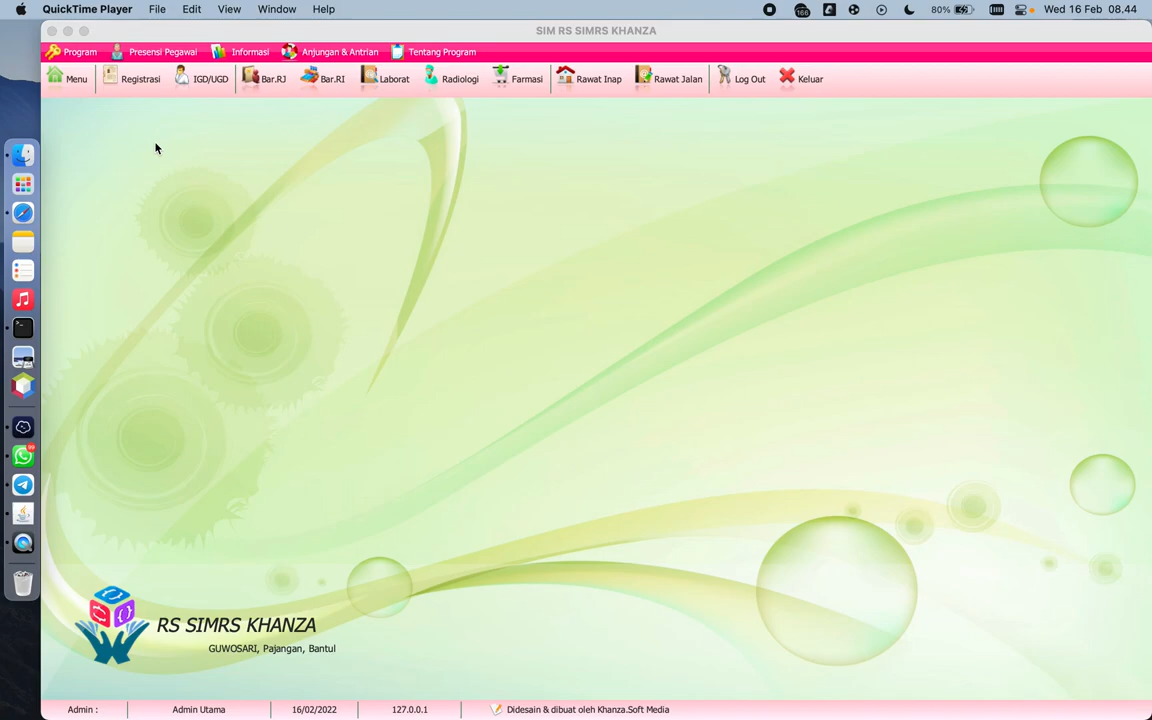 QuickTime Player File Edit View Window Help 166 80% Wed 16 Feb 08.44
SIM RS SIMRS KHANZA
Program Presensi Pegawai Informasi Anjungan & Antrian Tentang Program
Menu Registrasi IGD/UGD Bar.RJ Bar.RI Laborat Radiologi Farmasi Rawat Inap Rawat Jalan Log Out Keluar
RS SIMRS KHANZA
GUWOSARI, Pajangan, Bantul
Admin : Admin Utama 16/02/2022 127.0.0.1 Didesain & dibuat oleh Khanza.Soft Media